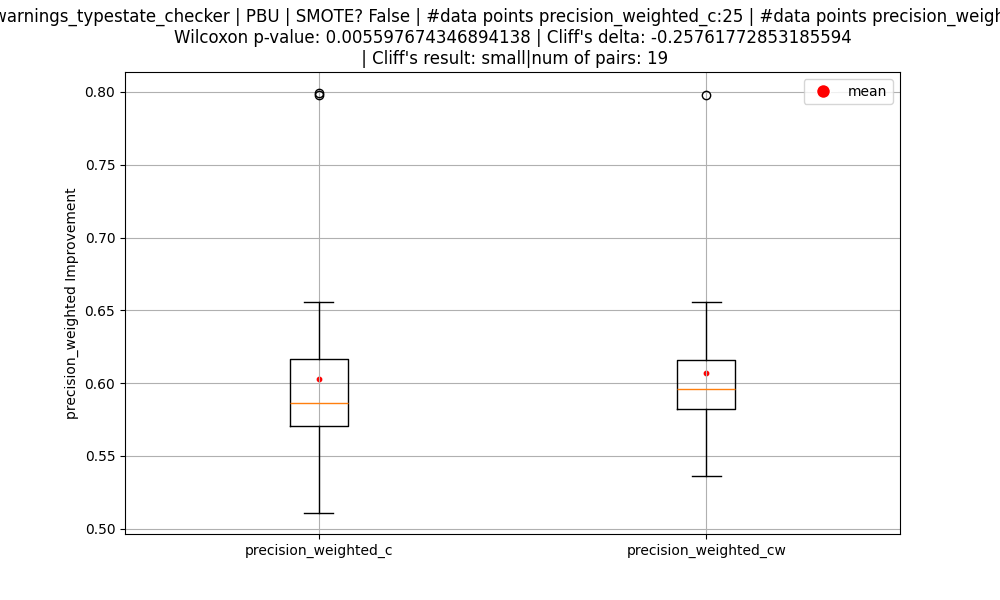 warnings_typestate_checker | PBU | SMOTE? False | #data points precision_weighted_c:25 | #data points
Wilcoxon p-value: 0.005597674346894138 | Cliff's delta: -0.25761772853185594
| Cliff's result: small|num of pairs: 19
mean
precision_weighted Improvement
0.80
0.75
0.70
0.65
0.60
0.55
0.50
precision_weighted_c
precision_weighted_cw